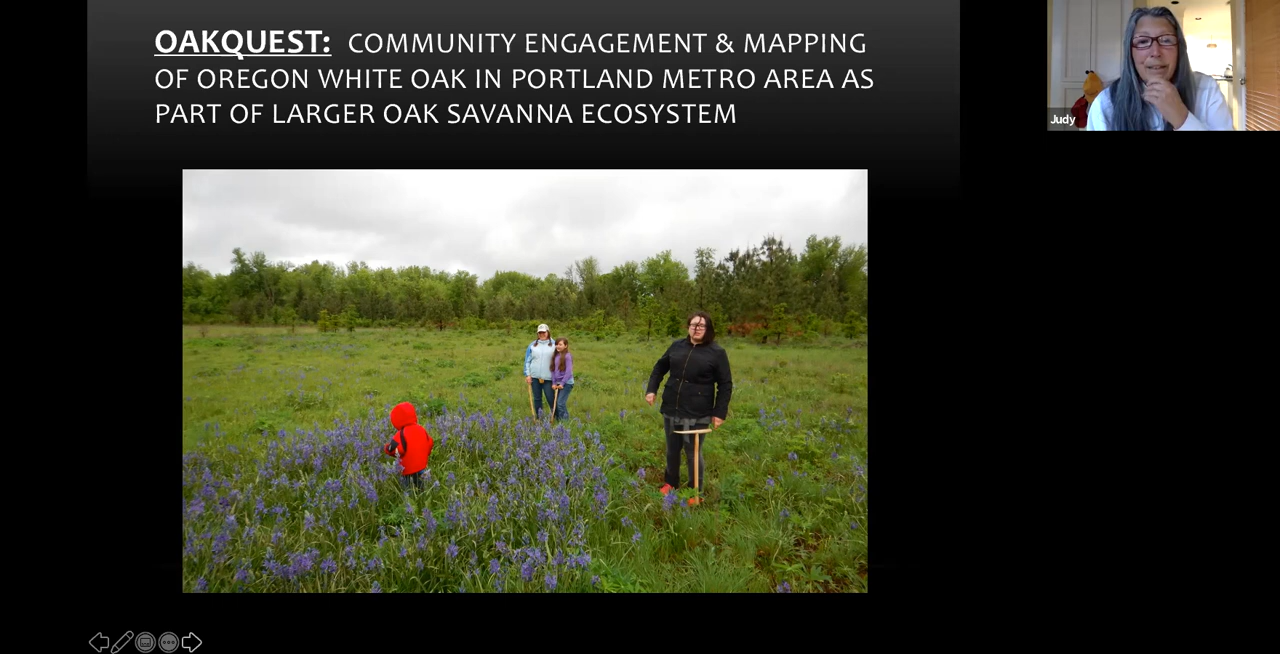 OAKQUEST: COMMUNITY ENGAGEMENT & MAPPING
OF OREGON WHITE OAK IN PORTLAND METRO AREA AS
PART OF LARGER OAK SAVANNA ECOSYSTEM
Judy